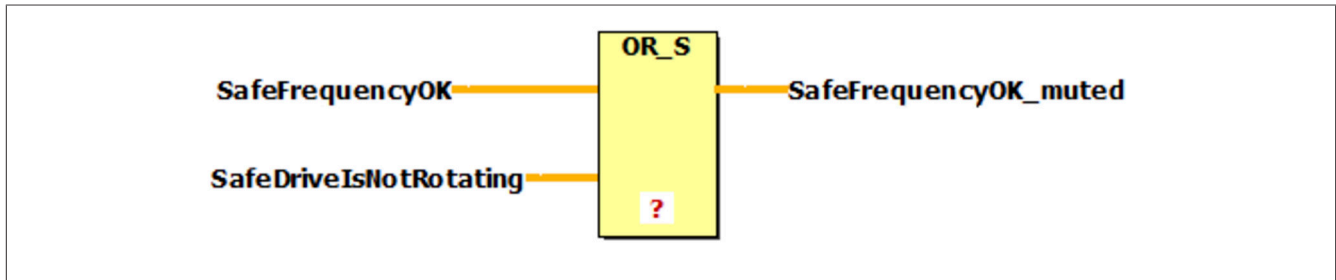 OR_S
SafeFrequencyOK
SafeFrequencyOK_muted
SafeDriveIsNotRotating
?